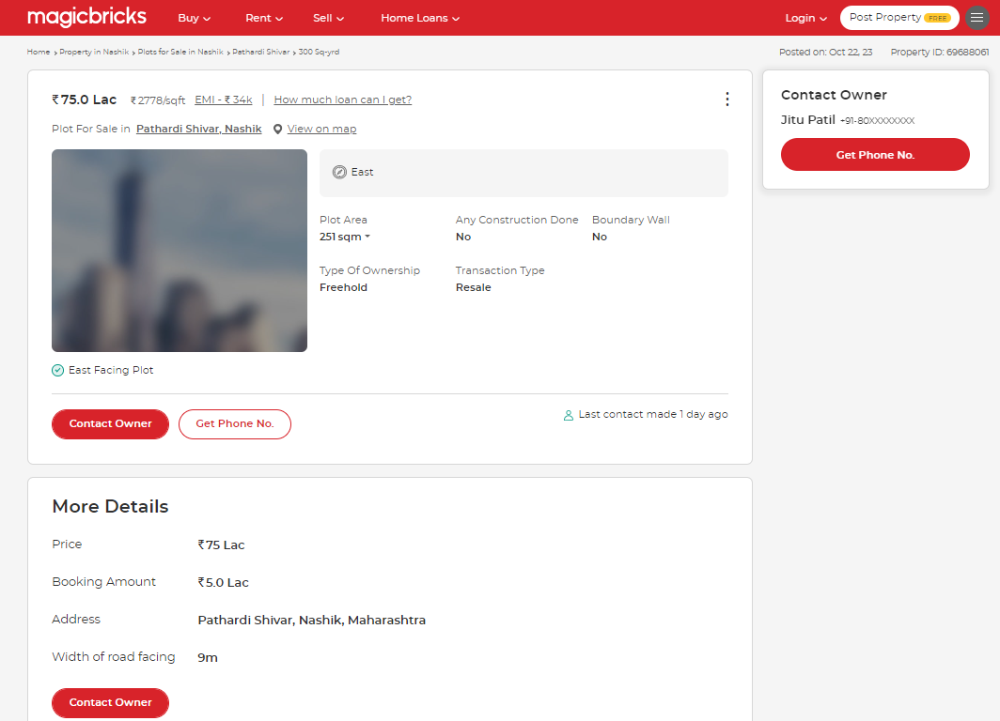 magicbricks Buy Rent Sell Home Loans Login Post Property FREE
Home > Property in Nashik > Plots for Sale in Nashik > Pathardi Shivar > 300 Sq-yrd Posted on: Oct 22, 23 Property ID: 69688061
₹75.0 Lac ₹2778/sqft EMI - ₹ 34k | How much loan can I get?
Plot For Sale in Pathardi Shivar, Nashik View on map
East
Plot Area Any Construction Done Boundary Wall
251 sqm No No
Type Of Ownership Transaction Type
Freehold Resale
East Facing Plot
Contact Owner Get Phone No. Last contact made 1 day ago
Contact Owner
Jitu Patil +91-80XXXXXXXX
Get Phone No.
More Details
Price ₹75 Lac
Booking Amount ₹5.0 Lac
Address Pathardi Shivar, Nashik, Maharashtra
Width of road facing 9m
Contact Owner